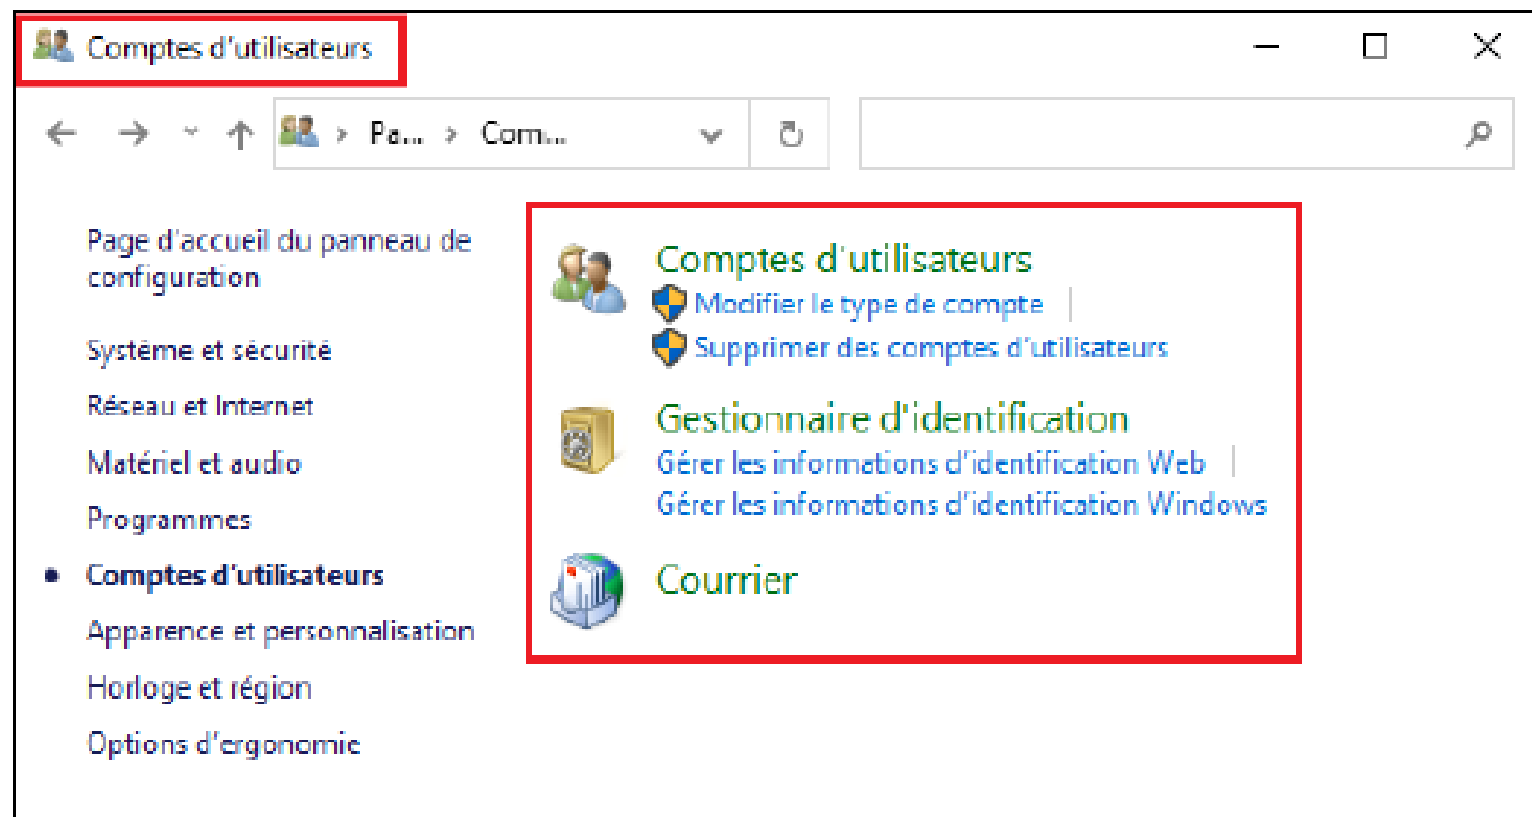 Comptes d'utilisateurs
Pa... Com...
Page d'accueil du panneau de
configuration
Système et sécurité
Réseau et Internet
Matériel et audio
Programmes
Comptes d'utilisateurs
Apparence et personnalisation
Horloge et région
Options d'ergonomie
Comptes d'utilisateurs
Modifier le type de compte
Supprimer des comptes d'utilisateurs
Gestionnaire d'identification
Gérer les informations d'identification Web
Gérer les informations d'identification Windows
Courrier